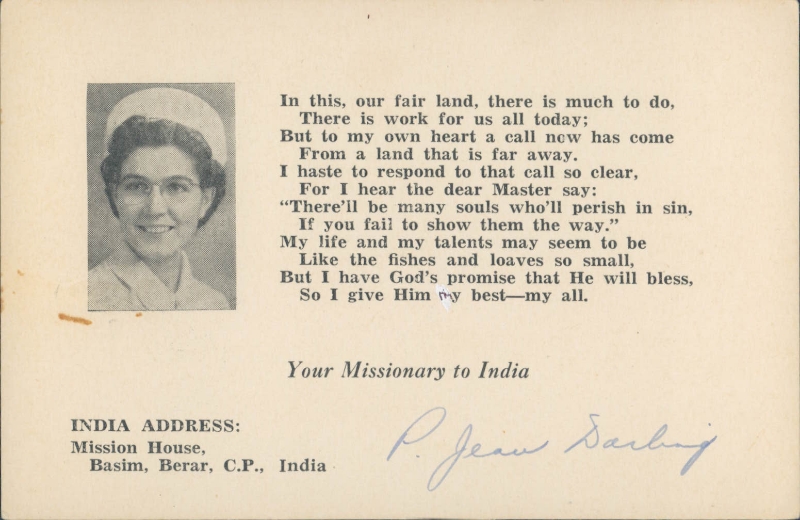 In this, our fair land, there is much to do,
There is work for us all today;
But to my own heart a call now has come
From a land that is far away.
I haste to respond to that call so clear,
For I hear the dear Master say:
“There'll be many souls who'll perish in sin,
If you fail to show them the way.”
My life and my talents may seem to be
Like the fishes and loaves so small,
But I have God's promise that He will bless,
So I give Him my best—my all.
Your Missionary to India
INDIA ADDRESS:
Mission House,
Basim, Berar, C.P., India
P. Jean Darling